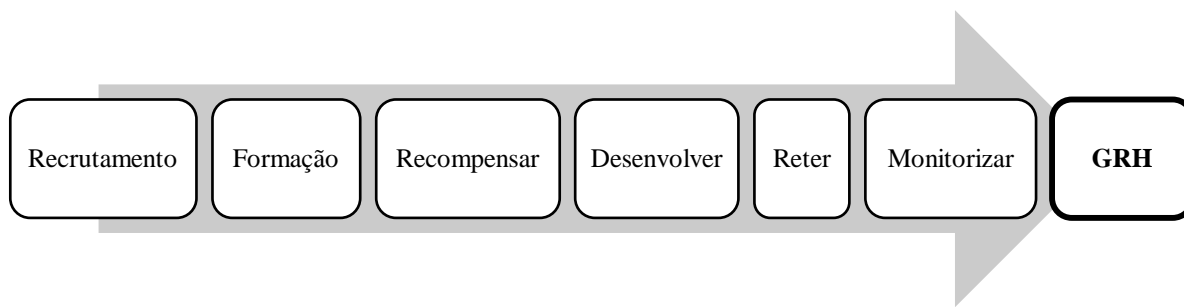 Recrutamento
Formação
Recompensar
Desenvolver
Reter
Monitorizar
GRH